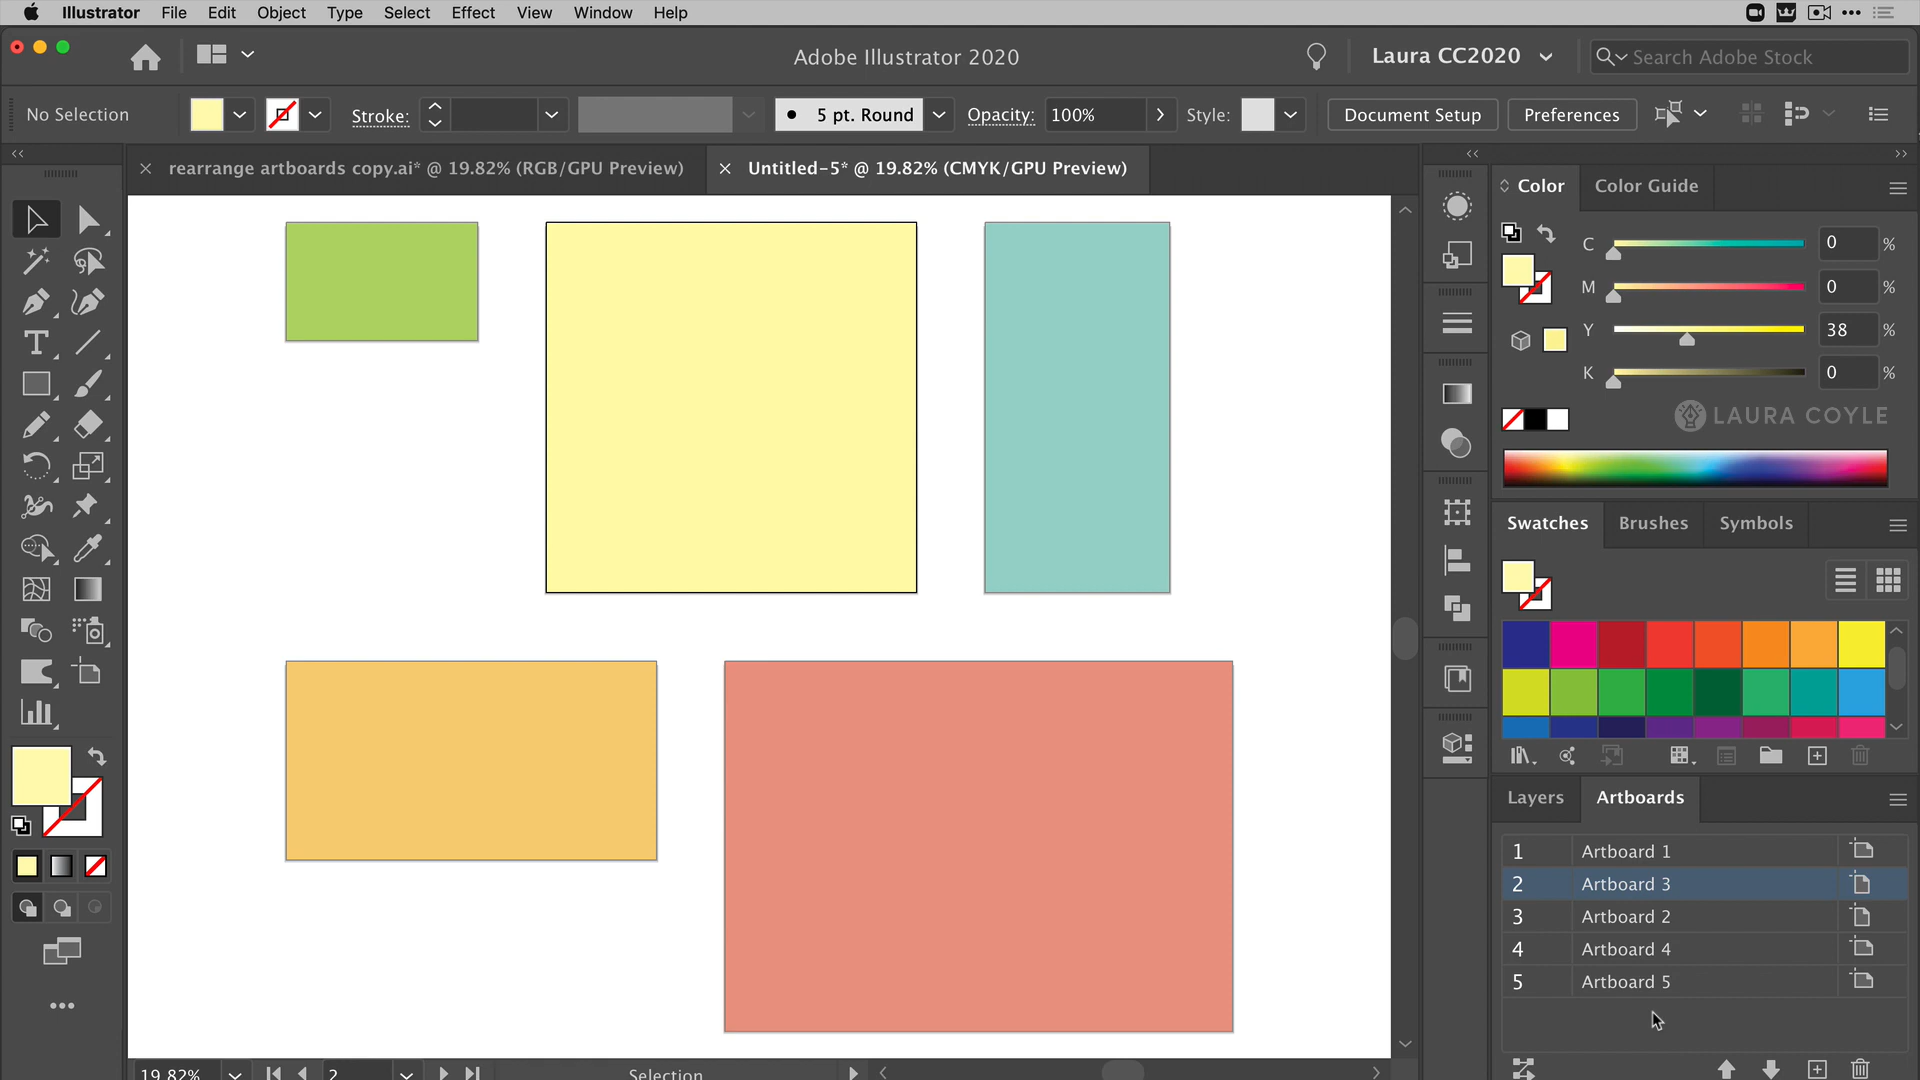 Illustrator File Edit Object Type Select Effect View Window Help
Adobe Illustrator 2020
Laura CC2020
Search Adobe Stock
No Selection
Stroke:
5 pt. Round
Opacity: 100%
Style:
Document Setup
Preferences
rearrange artboards copy.ai* @ 19.82% (RGB/GPU Preview)
Untitled-5* @ 19.82% (CMYK/GPU Preview)
Color Color Guide
C 0 %
M 0 %
Y 38 %
K 0 %
LAURA COYLE
Swatches Brushes Symbols
Layers Artboards
1 Artboard 1
2 Artboard 3
3 Artboard 2
4 Artboard 4
5 Artboard 5
19.82% 2 Selection